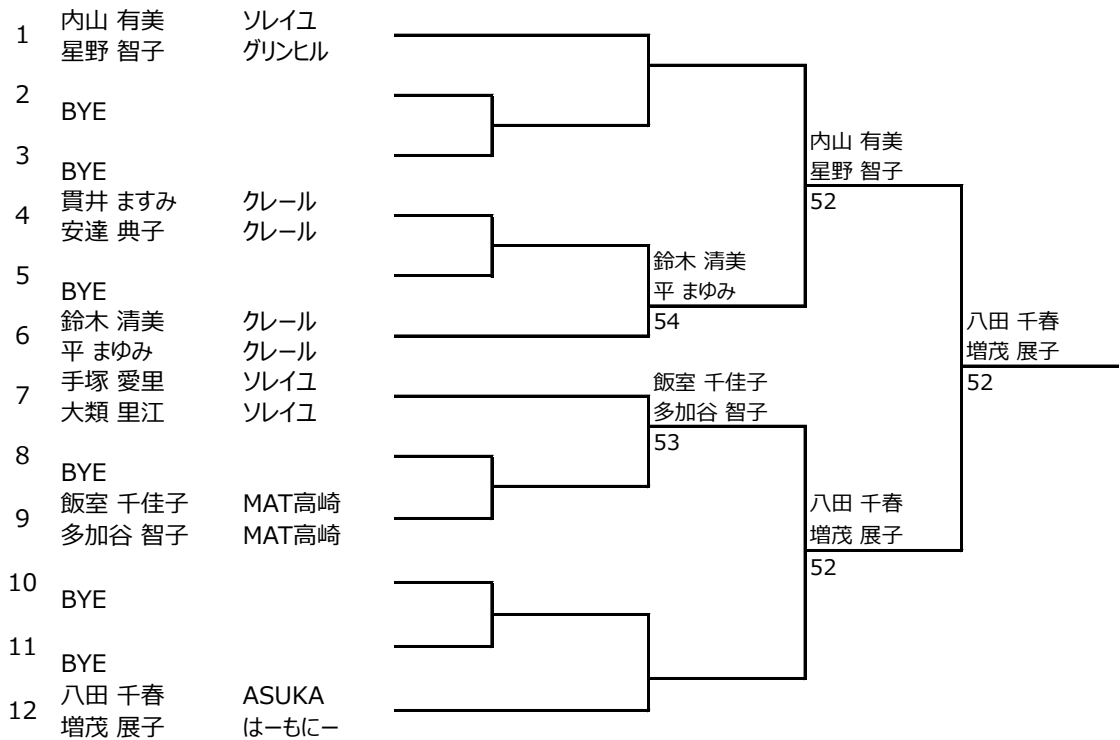 1 内山 有美 ソレイユ
星野 智子 グリンヒル
2 BYE
3 BYE
4 貫井 ますみ クレール
安達 典子 クレール
5 BYE
6 鈴木 清美 クレール
平 まゆみ クレール
7 手塚 愛里 ソレイユ
大類 里江 ソレイユ
8 BYE
9 飯室 千佳子 MAT高崎
多加谷 智子 MAT高崎
10 BYE
11 BYE
12 八田 千春 ASUKA
増茂 展子 はーもにー
鈴木 清美
平 まゆみ
54
飯室 千佳子
多加谷 智子
53
内山 有美
星野 智子
52
八田 千春
増茂 展子
52
八田 千春
増茂 展子
52